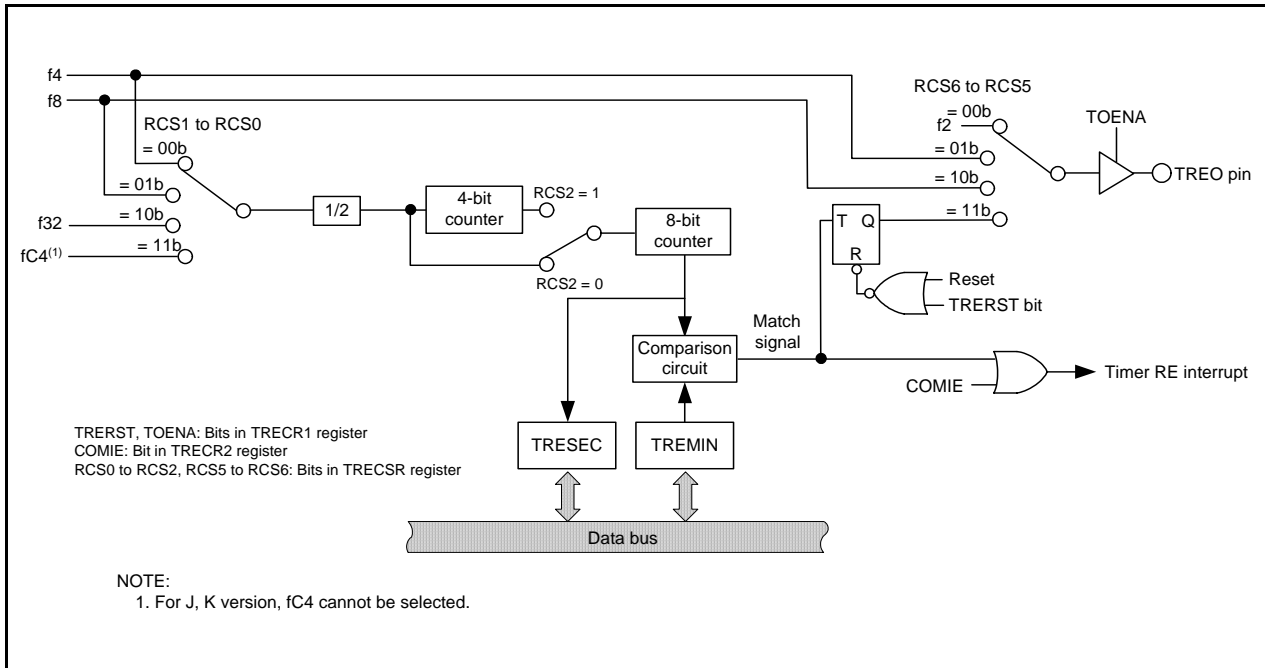 f4
f8
RCS1 to RCS0
= 00b
= 01b
= 10b
= 11b
f32
fC4(1)
1/2
4-bit
counter
RCS2 = 1
RCS2 = 0
8-bit
counter
RCS6 to RCS5
= 00b
f2
= 01b
= 10b
= 11b
TOENA
TREO pin
T Q
R
Reset
TRERST bit
Comparison
circuit
Match
signal
COMIE
Timer RE interrupt
TRESEC
TREMIN
Data bus
TRERST, TOENA: Bits in TRECR1 register
COMIE: Bit in TRECR2 register
RCS0 to RCS2, RCS5 to RCS6: Bits in TRECSR register
NOTE:
1. For J, K version, fC4 cannot be selected.